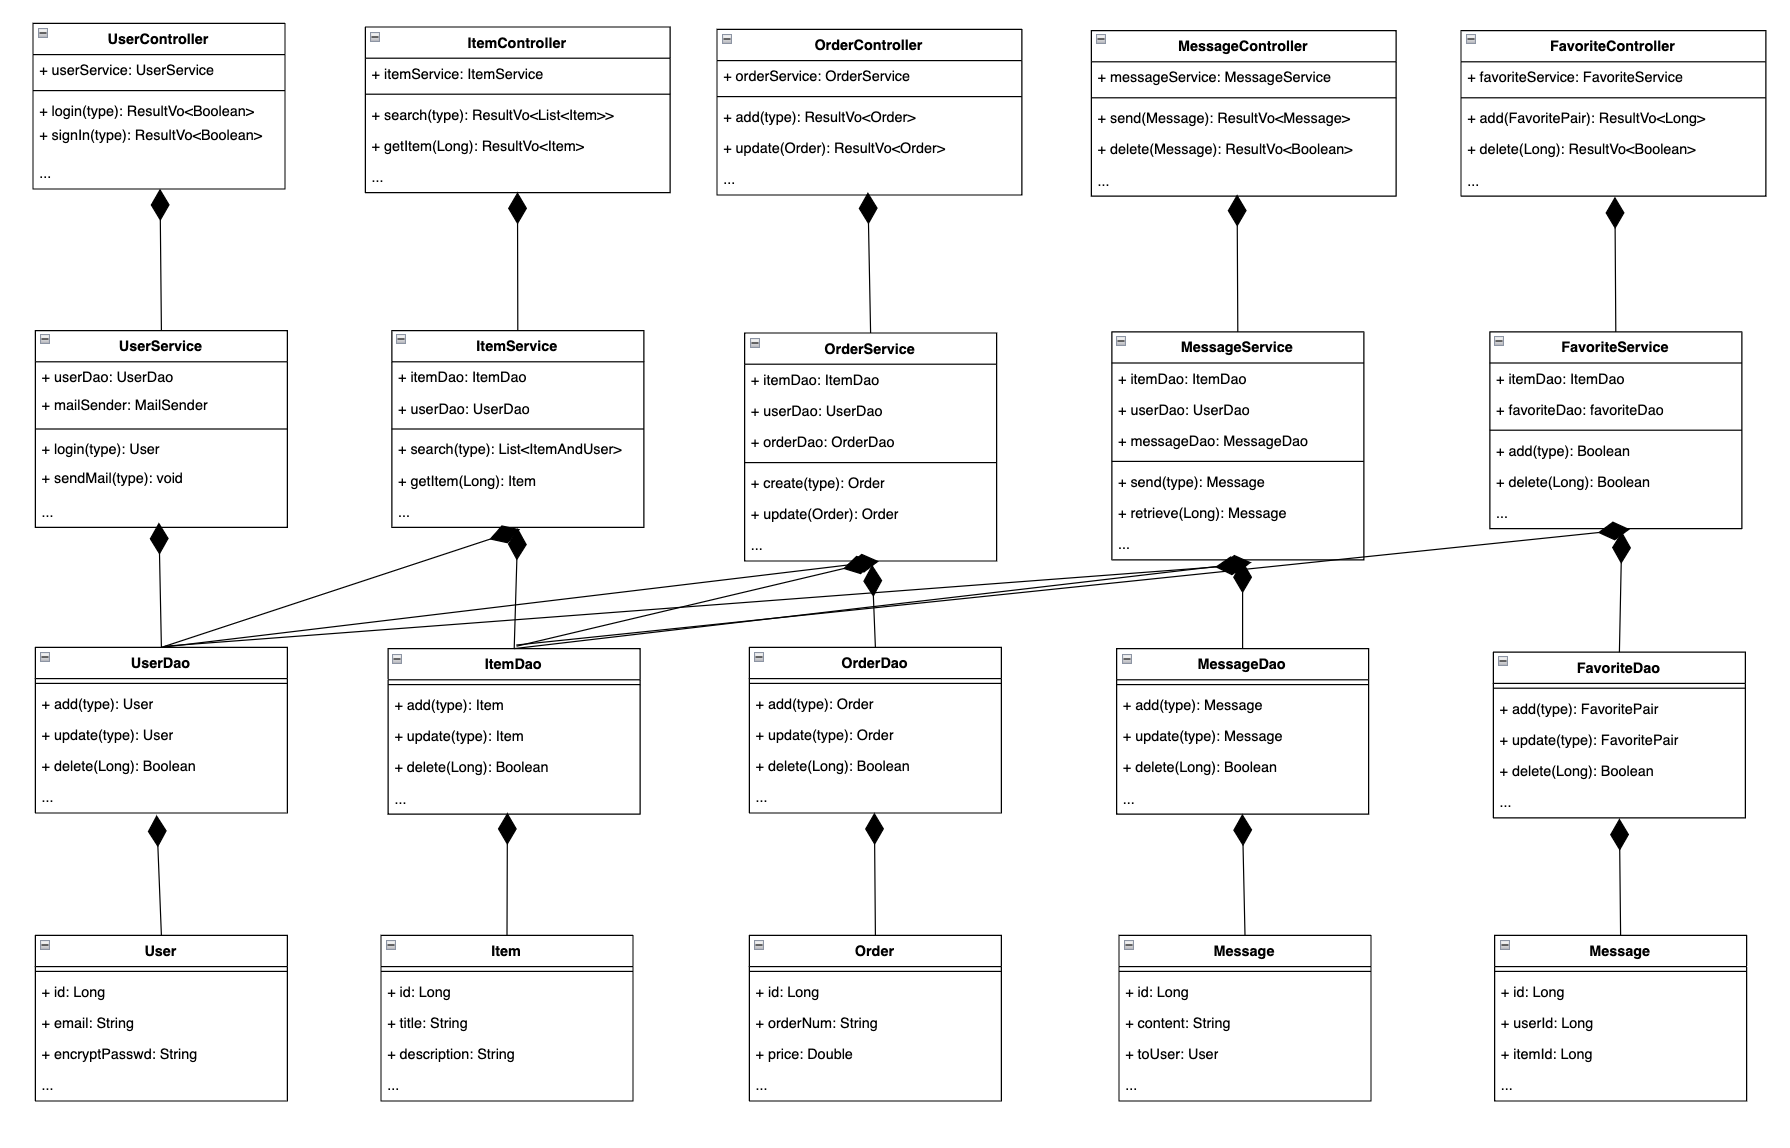 UserController
+ userService: UserService
+ login(type): ResultVo<Boolean>
+ signIn(type): ResultVo<Boolean>
...
ItemController
+ itemService: ItemService
+ search(type): ResultVo<List<Item>>
+ getItem(Long): ResultVo<Item>
...
OrderController
+ orderService: OrderService
+ add(type): ResultVo<Order>
+ update(Order): ResultVo<Order>
...
MessageController
+ messageService: MessageService
+ send(Message): ResultVo<Message>
+ delete(Message): ResultVo<Boolean>
...
FavoriteController
+ favoriteService: FavoriteService
+ add(FavoritePair): ResultVo<Long>
+ delete(Long): ResultVo<Boolean>
...
UserService
+ userDao: UserDao
+ mailSender: MailSender
+ login(type): User
+ sendMail(type): void
...
ItemService
+ itemDao: ItemDao
+ userDao: UserDao
+ search(type): List<ItemAndUser>
+ getItem(Long): Item
...
OrderService
+ itemDao: ItemDao
+ userDao: UserDao
+ orderDao: OrderDao
+ create(type): Order
+ update(Order): Order
...
MessageService
+ itemDao: ItemDao
+ userDao: UserDao
+ messageDao: MessageDao
+ send(type): Message
+ retrieve(Long): Message
...
FavoriteService
+ itemDao: ItemDao
+ favoriteDao: favoriteDao
+ add(type): Boolean
+ delete(Long): Boolean
...
UserDao
+ add(type): User
+ update(type): User
+ delete(Long): Boolean
...
ItemDao
+ add(type): Item
+ update(type): Item
+ delete(Long): Boolean
...
OrderDao
+ add(type): Order
+ update(type): Order
+ delete(Long): Boolean
...
MessageDao
+ add(type): Message
+ update(type): Message
+ delete(Long): Boolean
...
FavoriteDao
+ add(type): FavoritePair
+ update(type): FavoritePair
+ delete(Long): Boolean
...
User
+ id: Long
+ email: String
+ encryptPasswd: String
...
Item
+ id: Long
+ title: String
+ description: String
...
Order
+ id: Long
+ orderNum: String
+ price: Double
...
Message
+ id: Long
+ content: String
+ toUser: User
...
Message
+ id: Long
+ userId: Long
+ itemId: Long
...